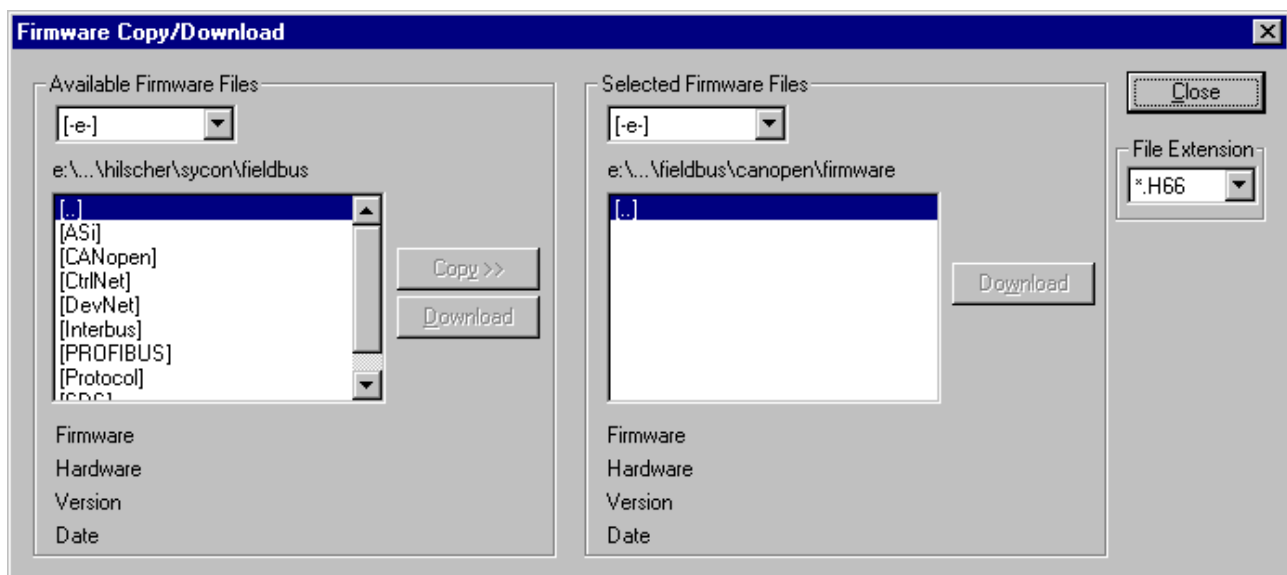 Firmware Copy/Download
Available Firmware Files
[-e-]
e:\...\hilscher\sycon\fieldbus
[..]
[ASi]
[CANopen]
[CtrlNet]
[DevNet]
[Interbus]
[PROFIBUS]
[Protocol]
Copy >>
Download
Firmware
Hardware
Version
Date
Selected Firmware Files
[-e-]
e:\...\fieldbus\canopen\firmware
[..]
Download
Firmware
Hardware
Version
Date
Close
File Extension
*.H66